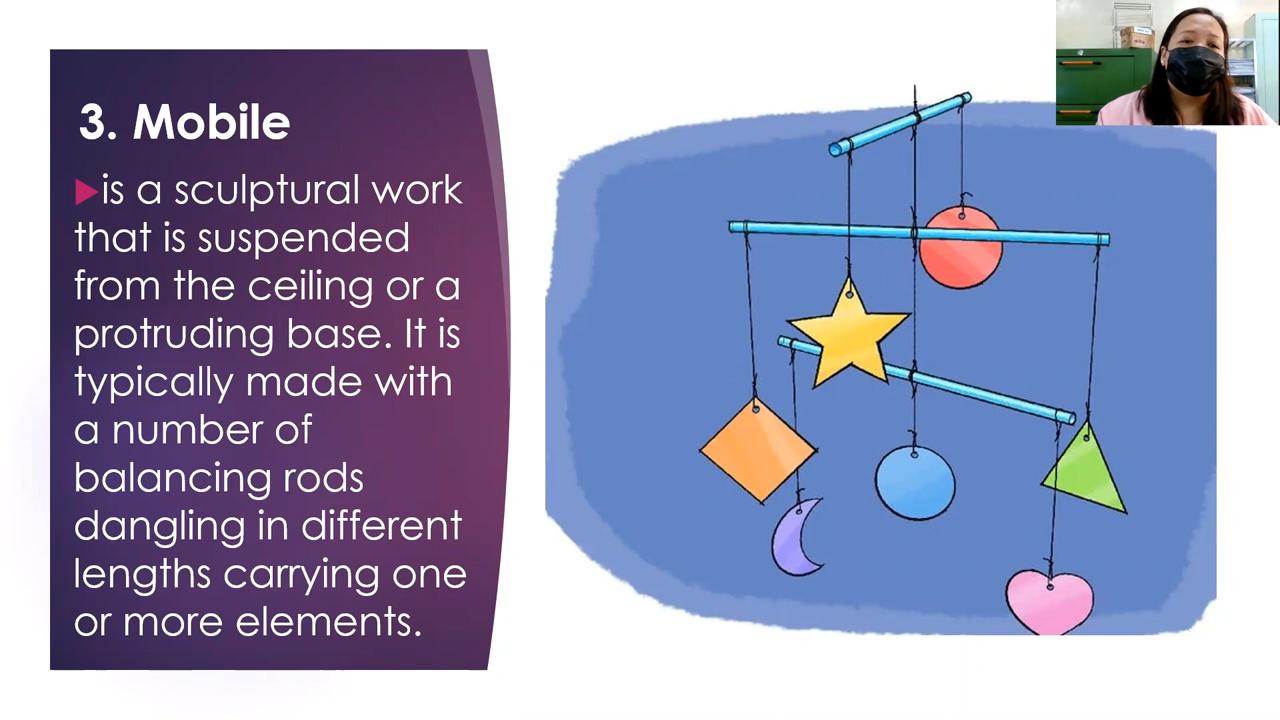 3. Mobile
is a sculptural work
that is suspended
from the ceiling or a
protruding base. It is
typically made with
a number of
balancing rods
dangling in different
lengths carrying one
or more elements.